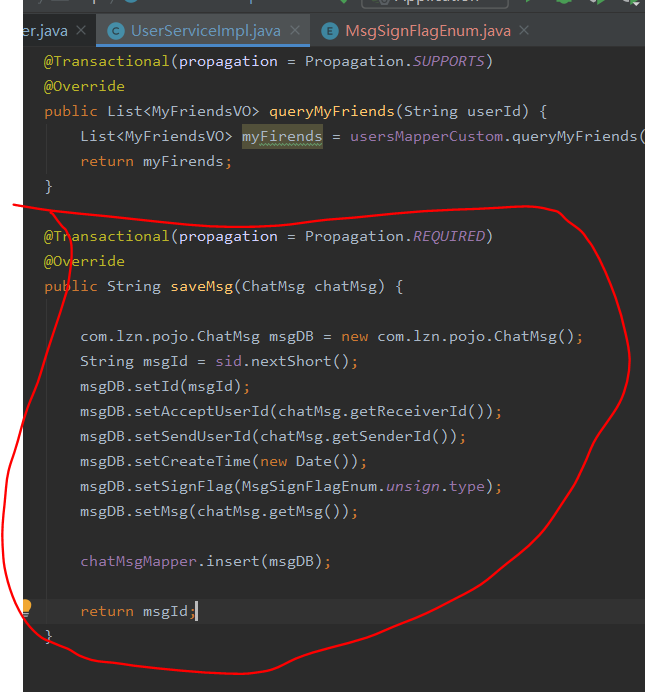 er.java × C UserServiceImpl.java × E MsgSignFlagEnum.java ×
@Transactional(propagation = Propagation.SUPPORTS)
@Override
public List<MyFriendsVO> queryMyFriends(String userId) {
List<MyFriendsVO> myFirends = usersMapperCustom.queryMyFriends(
return myFirends;
}
@Transactional(propagation = Propagation.REQUIRED)
@Override
public String saveMsg(ChatMsg chatMsg) {
com.lzn.pojo.ChatMsg msgDB = new com.lzn.pojo.ChatMsg();
String msgId = sid.nextShort();
msgDB.setId(msgId);
msgDB.setAcceptUserId(chatMsg.getReceiverId());
msgDB.setSendUserId(chatMsg.getSenderId());
msgDB.setCreateTime(new Date());
msgDB.setSignFlag(MsgSignFlagEnum.unsign.type);
msgDB.setMsg(chatMsg.getMsg());
chatMsgMapper.insert(msgDB);
return msgId;
}